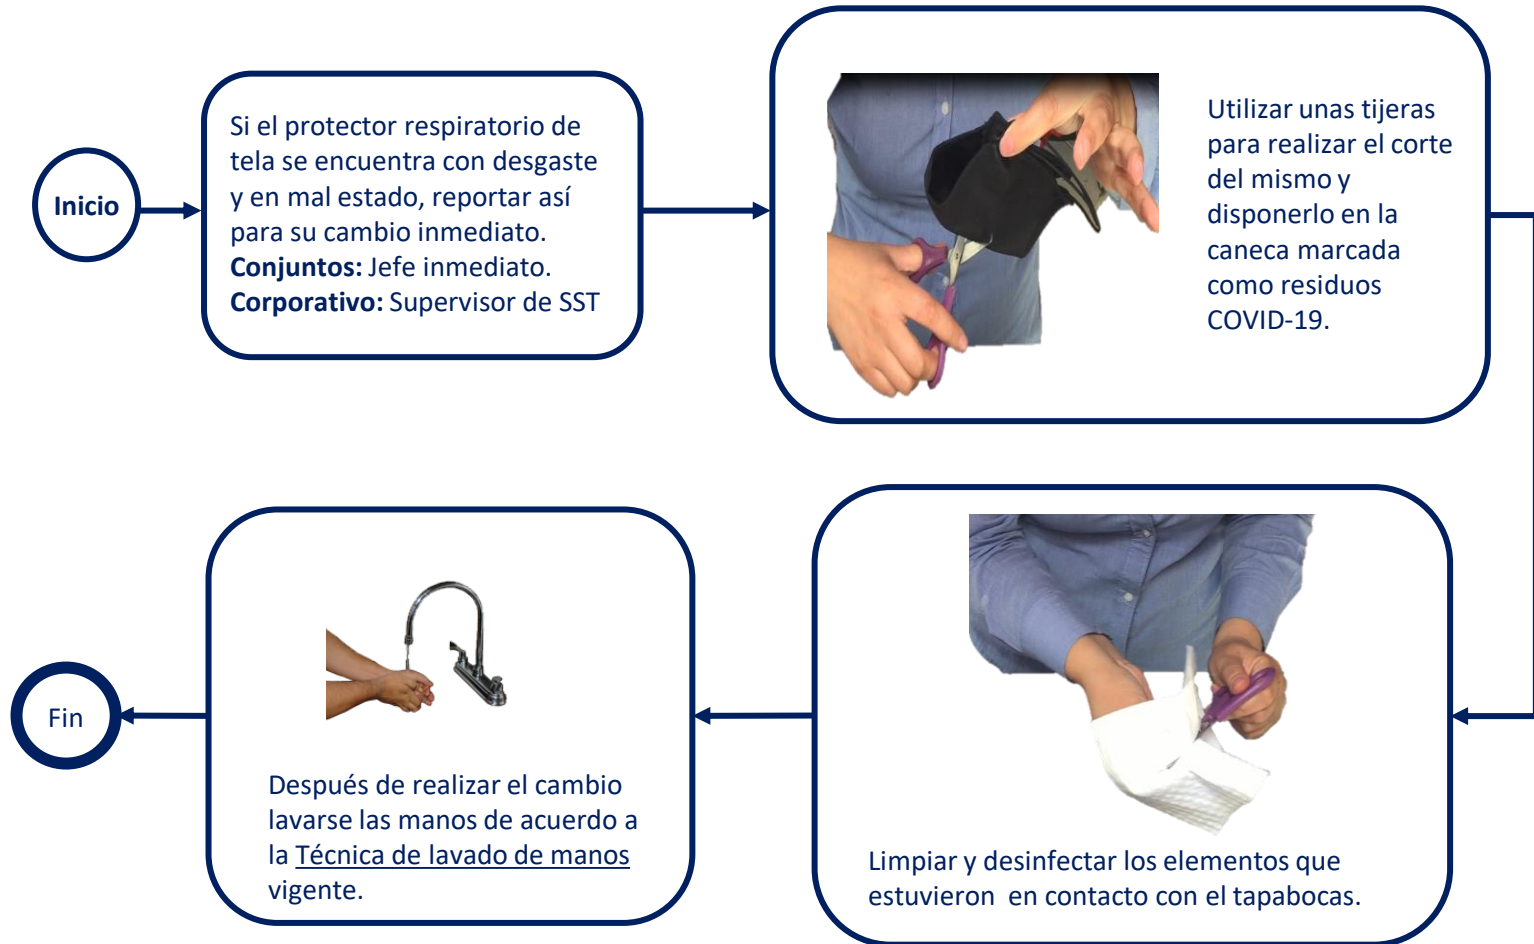 Inicio
Si el protector respiratorio de
tela se encuentra con desgaste
y en mal estado, reportar así
para su cambio inmediato.
Conjuntos: Jefe inmediato.
Corporativo: Supervisor de SST
Utilizar unas tijeras
para realizar el corte
del mismo y
disponerlo en la
caneca marcada
como residuos
COVID-19.
Limpiar y desinfectar los elementos que
estuvieron en contacto con el tapabocas.
Después de realizar el cambio
lavarse las manos de acuerdo a
la Técnica de lavado de manos
vigente.
Fin